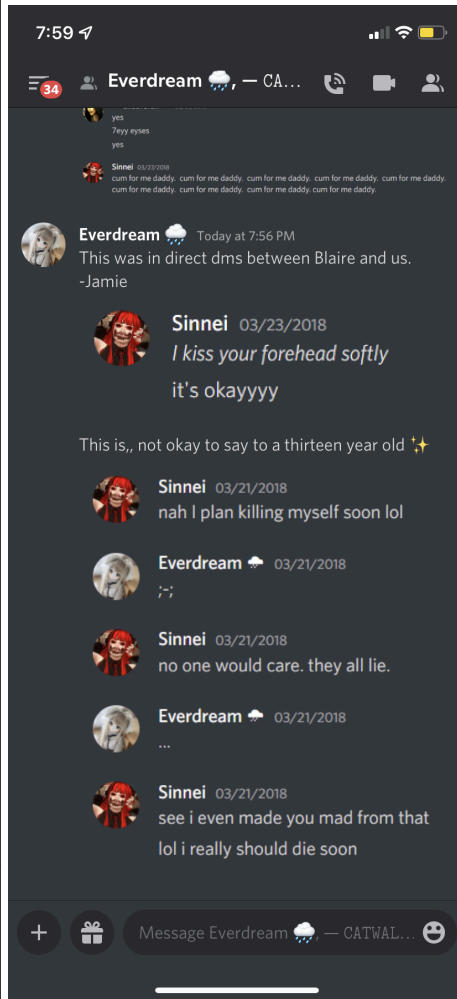 7:59
34
Everdream 🌧️, — CA...
yes
7eyy eyses
yes
Sinnei 03/23/2018
cum for me daddy. cum for me daddy. cum for me daddy. cum for me daddy. cum for me daddy.
cum for me daddy. cum for me daddy. cum for me daddy. cum for me daddy.
Everdream 🌧️ Today at 7:56 PM
This was in direct dms between Blaire and us.
-Jamie
Sinnei 03/23/2018
I kiss your forehead softly
it's okayyyy
This is,, not okay to say to a thirteen year old ✨
Sinnei 03/21/2018
nah I plan killing myself soon lol
Everdream 🌧️ 03/21/2018
;-;
Sinnei 03/21/2018
no one would care. they all lie.
Everdream 🌧️ 03/21/2018
...
Sinnei 03/21/2018
see i even made you mad from that
lol i really should die soon
Message Everdream 🌧️, — CATWAL...